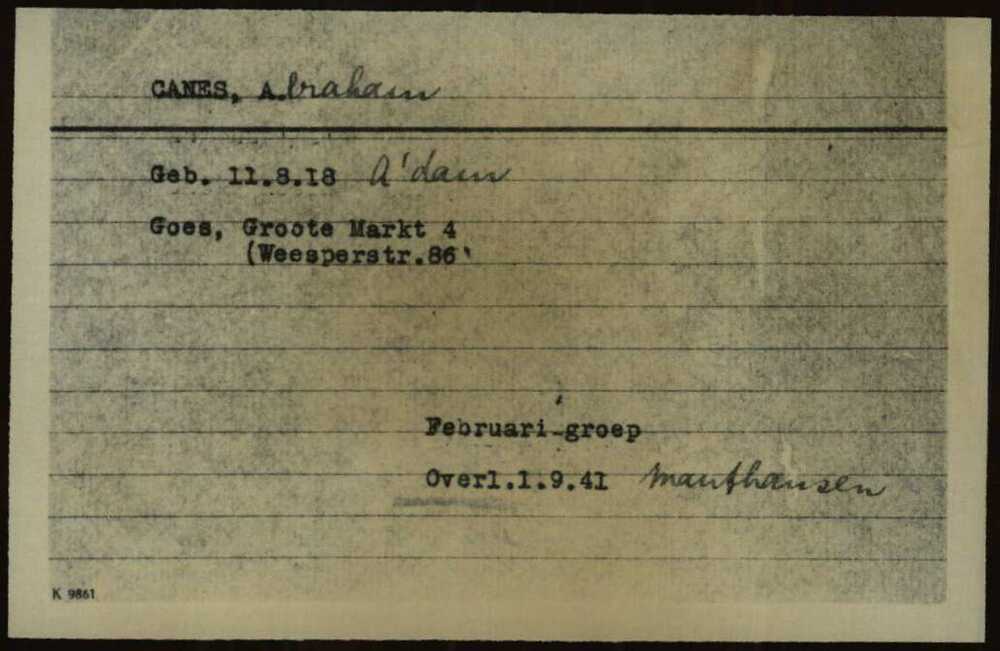 CANES, A.braham
Geb. 11.8.18 A'dam
Goes, Groote Markt 4
(Weesperstr.86'
Februari-groep
Overl.1.9.41 Mauthausen
K 9861